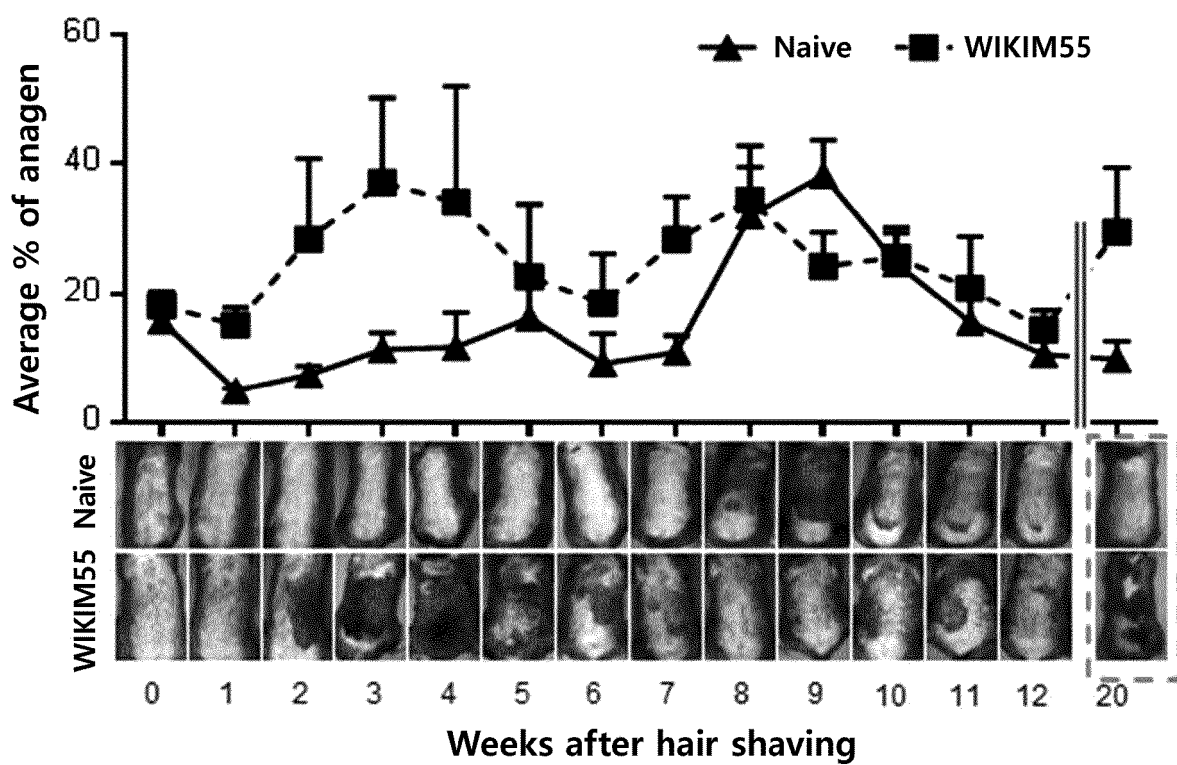 60
Naive
WIKIM55
40
20
0
Average % of anagen
Naive
WIKIM55
0 1 2 3 4 5 6 7 8 9 10 11 12 20
Weeks after hair shaving